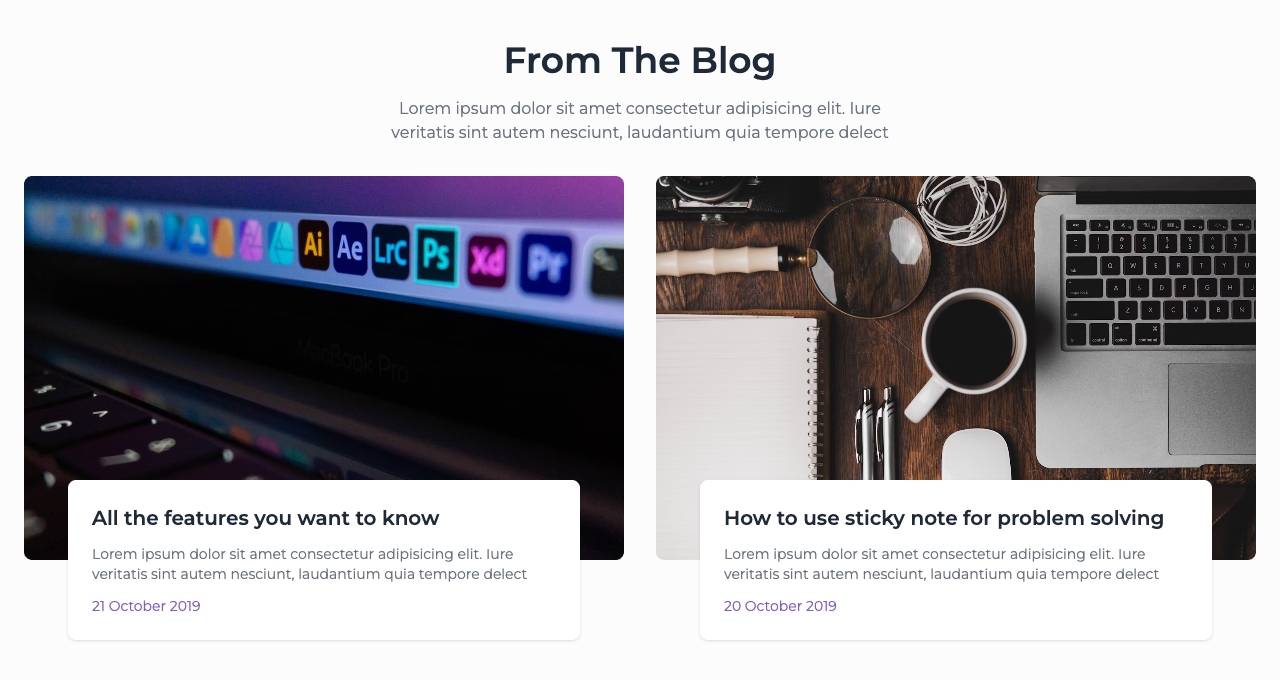 From The Blog
Lorem ipsum dolor sit amet consectetur adipisicing elit. Iure
veritatis sint autem nesciunt, laudantium quia tempore delect
Ai Ae LrC Ps Xd Pr
MacBook Pro
All the features you want to know
Lorem ipsum dolor sit amet consectetur adipisicing elit. Iure
veritatis sint autem nesciunt, laudantium quia tempore delect
21 October 2019
How to use sticky note for problem solving
Lorem ipsum dolor sit amet consectetur adipisicing elit. Iure
veritatis sint autem nesciunt, laudantium quia tempore delect
20 October 2019